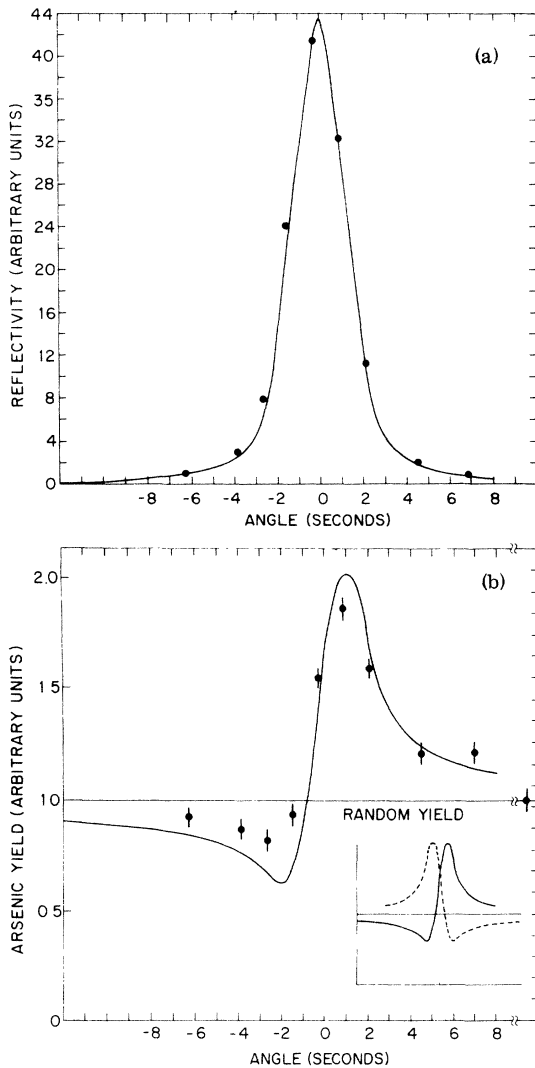 (a)
44
40
36
32
28
24
20
16
12
8
4
0
REFLECTIVITY (ARBITRARY UNITS)
-8 -6 -4 -2 0 2 4 6 8
ANGLE (SECONDS)
(b)
2.0
1.5
1.0
0.5
0
ARSENIC YIELD (ARBITRARY UNITS)
RANDOM YIELD
-8 -6 -4 -2 0 2 4 6 8
ANGLE (SECONDS)